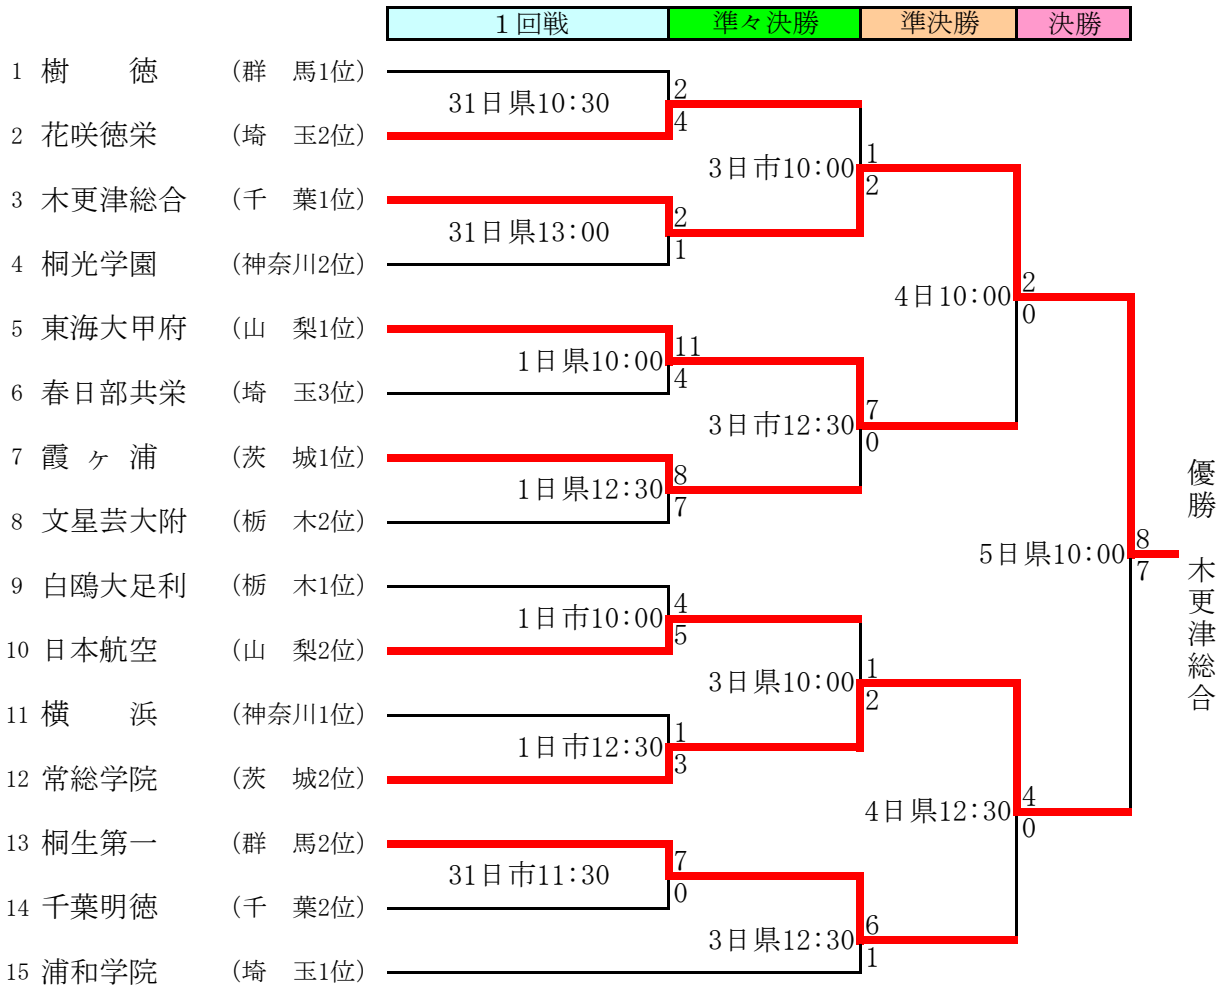 １回戦 準々決勝 準決勝 決勝
1 樹　　徳 (群　馬1位)
31日県10:30 2
2 花咲徳栄 (埼　玉2位) 4
3日市10:00 1
3 木更津総合 (千　葉1位) 2
31日県13:00 2
4 桐光学園 (神奈川2位) 1
4日10:00 2
0
5 東海大甲府 (山　梨1位)
1日県10:00 11
6 春日部共栄 (埼　玉3位) 4
3日市12:30 7
0
7 霞ヶ浦 (茨　城1位)
1日県12:30 8
8 文星芸大附 (栃　木2位) 7
5日県10:00 8
7
優勝　木更津総合
9 白鴎大足利 (栃　木1位)
1日市10:00 4
10 日本航空 (山　梨2位) 5
3日県10:00 1
2
11 横　　浜 (神奈川1位)
1日市12:30 1
12 常総学院 (茨　城2位) 3
4日県12:30 4
0
13 桐生第一 (群　馬2位)
31日市11:30 7
14 千葉明徳 (千　葉2位) 0
3日県12:30 6
1
15 浦和学院 (埼　玉1位)